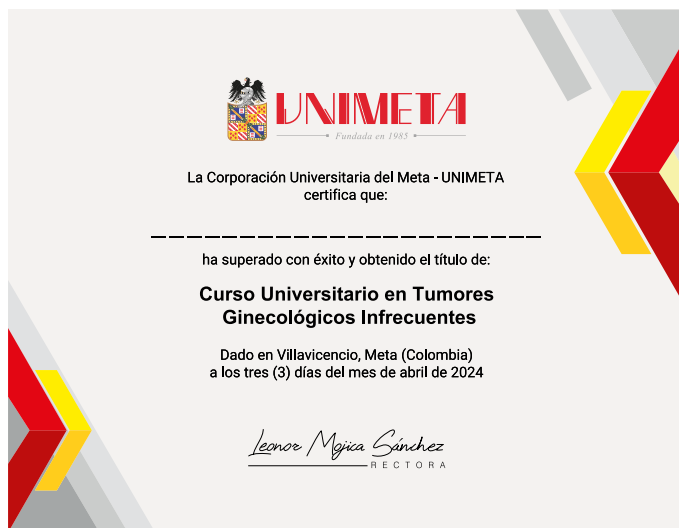 UNIMETA
Fundada en 1985
La Corporación Universitaria del Meta - UNIMETA
certifica que:
ha superado con éxito y obtenido el título de:
Curso Universitario en Tumores
Ginecológicos Infrecuentes
Dado en Villavicencio, Meta (Colombia)
a los tres (3) días del mes de abril de 2024
Leonor Mojica Sánchez
RECTORA